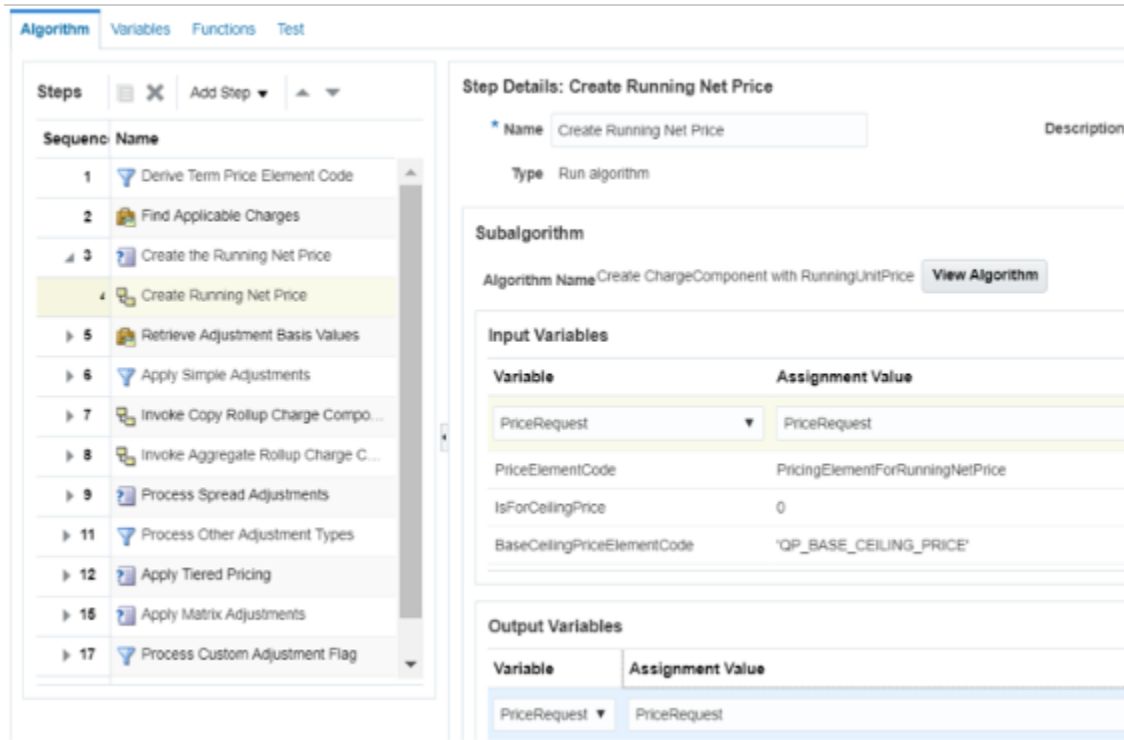 Algorithm Variables Functions Test
Steps Add Step
Sequenc Name
1 Derive Term Price Element Code
2 Find Applicable Charges
3 Create the Running Net Price
4 Create Running Net Price
5 Retrieve Adjustment Basis Values
6 Apply Simple Adjustments
7 Invoke Copy Rollup Charge Compo...
8 Invoke Aggregate Rollup Charge C...
9 Process Spread Adjustments
11 Process Other Adjustment Types
12 Apply Tiered Pricing
15 Apply Matrix Adjustments
17 Process Custom Adjustment Flag
Step Details: Create Running Net Price
* Name Create Running Net Price Description
Type Run algorithm
Subalgorithm
Algorithm Name Create ChargeComponent with RunningUnitPrice View Algorithm
Input Variables
Variable Assignment Value
PriceRequest PriceRequest
PriceElementCode PricingElementForRunningNetPrice
IsForCeilingPrice 0
BaseCeilingPriceElementCode 'QP_BASE_CEILING_PRICE'
Output Variables
Variable Assignment Value
PriceRequest PriceRequest